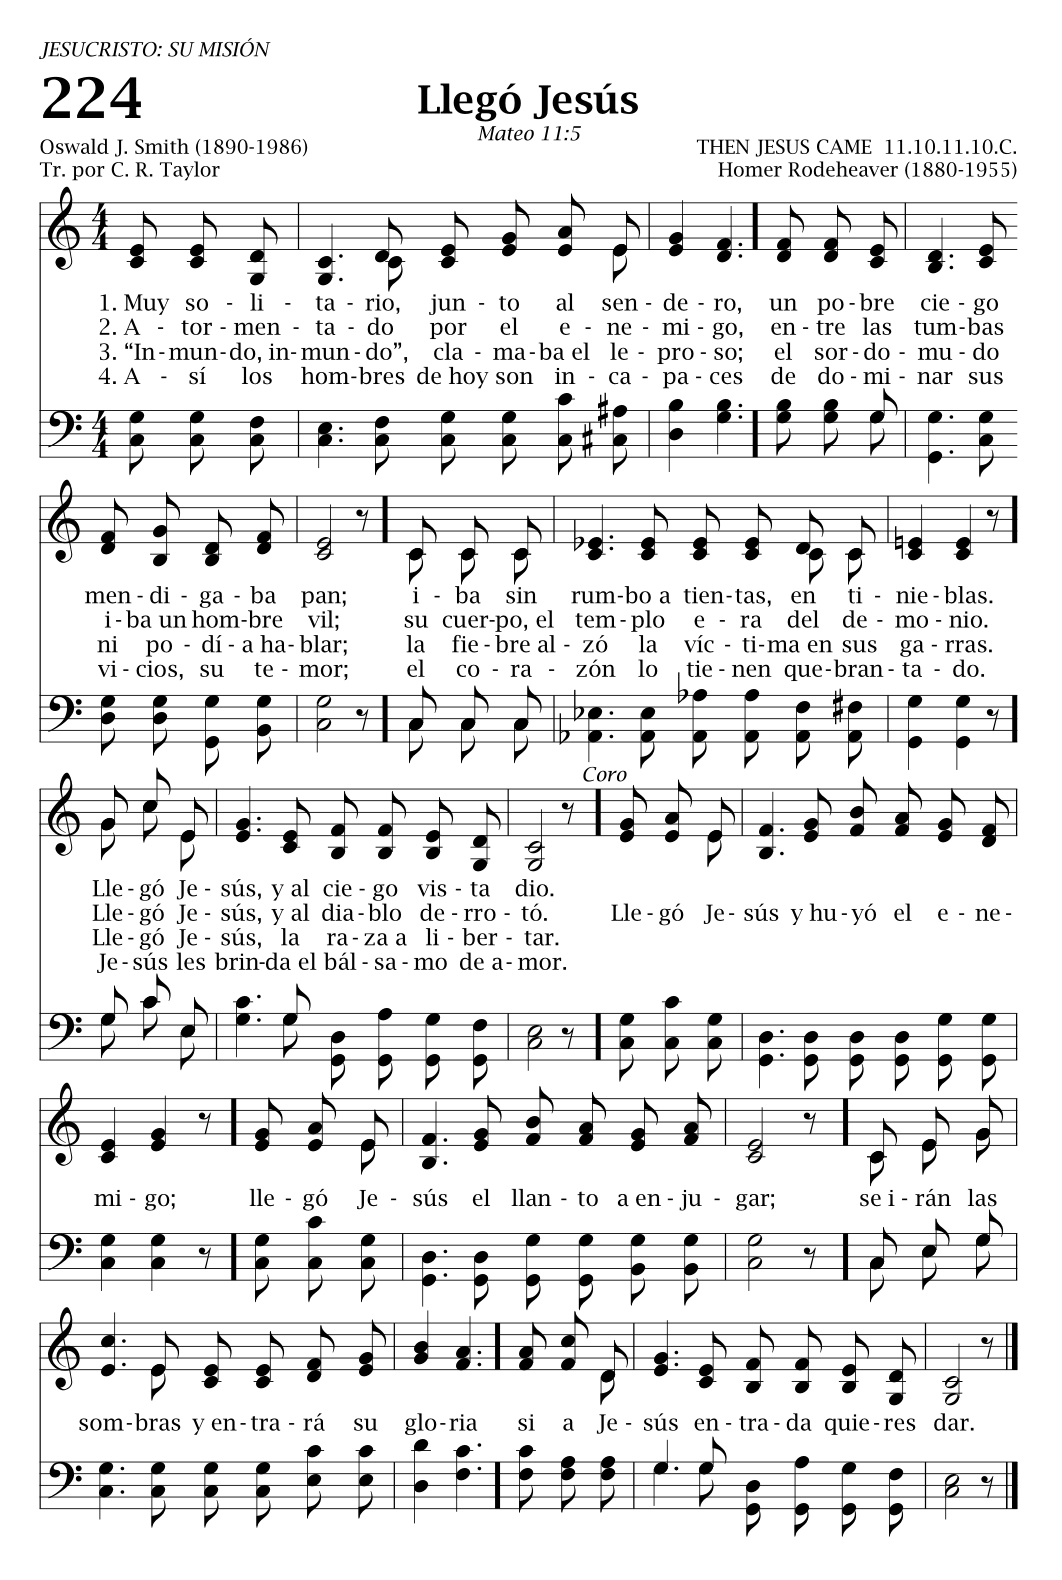 JESUCRISTO: SU MISIÓN
224
Llegó Jesús
Mateo 11:5
Oswald J. Smith (1890-1986)
THEN JESUS CAME 11.10.11.10.C.
Tr. por C. R. Taylor
Homer Rodeheaver (1880-1955)
4 4
1. Muy so - li - ta - rio, jun - to al sen - de - ro, un po - bre cie - go
2. A - tor - men - ta - do por el e - ne - mi - go, en - tre las tum - bas
3. “In - mun - do, in - mun - do”, cla - ma - ba el le - pro - so; el sor - do - mu - do
4. A - sí los hom - bres de hoy son in - ca - pa - ces de do - mi - nar sus
4 4
men - di - ga - ba pan; i - ba sin rum - bo a tien - tas, en ti - nie - blas.
i - ba un hom - bre vil; su cuer - po, el tem - plo e - ra del de - mo - nio.
ni po - dí - a ha - blar; la fie - bre al - zó la víc - ti - ma en sus ga - rras.
vi - cios, su te - mor; el co - ra - zón lo tie - nen que - bran - ta - do.
Coro
Lle - gó Je - sús, y al cie - go vis - ta dio.
Lle - gó Je - sús, y al dia - blo de - rro - tó. Lle - gó Je - sús y hu - yó el e - ne -
Lle - gó Je - sús, la ra - za a li - ber - tar.
Je - sús les brin - da el bál - sa - mo de a - mor.
mi - go; lle - gó Je - sús el llan - to a en - ju - gar; se i - rán las
som - bras y en - tra - rá su glo - ria si a Je - sús en - tra - da quie - res dar.